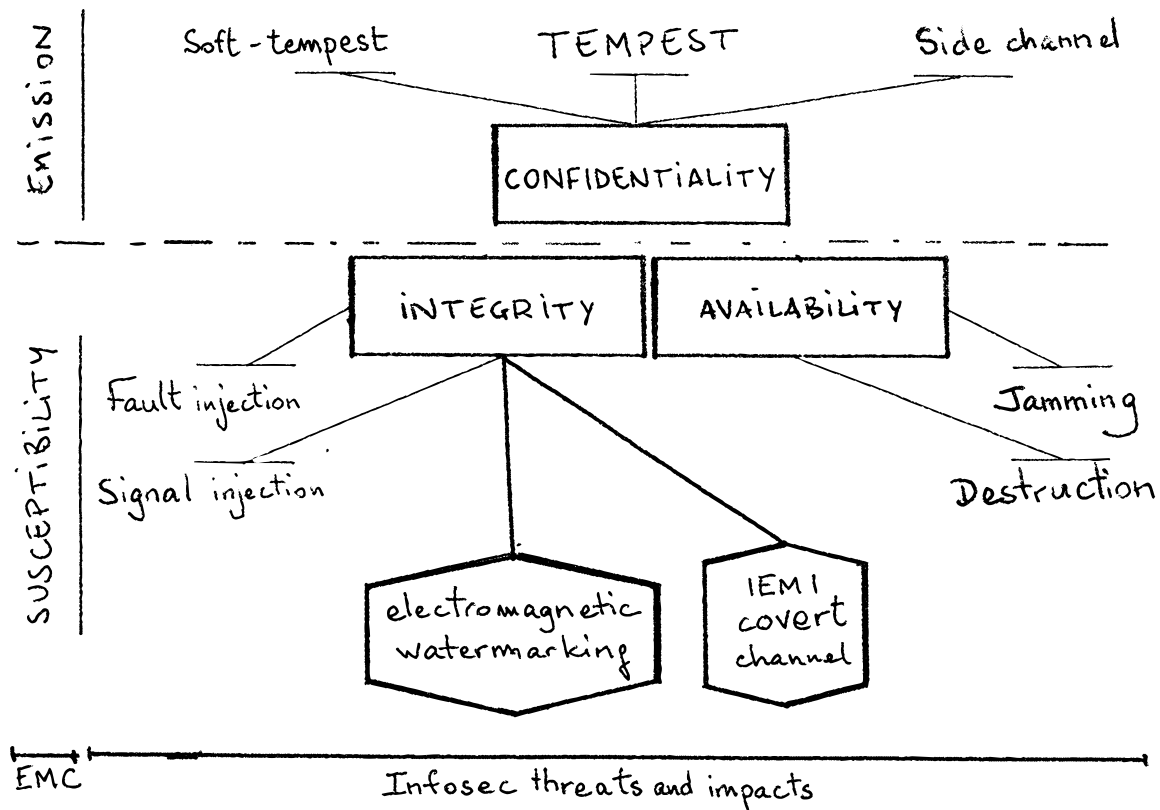 Emission
Soft-tempest
TEMPEST
Side channel
CONFIDENTIALITY
SUSCEPTIBILITY
INTEGRITY
AVAILABILITY
Fault injection
Jamming
Signal injection
Destruction
electromagnetic
watermarking
IEMI
covert
channel
EMC
Infosec threats and impacts